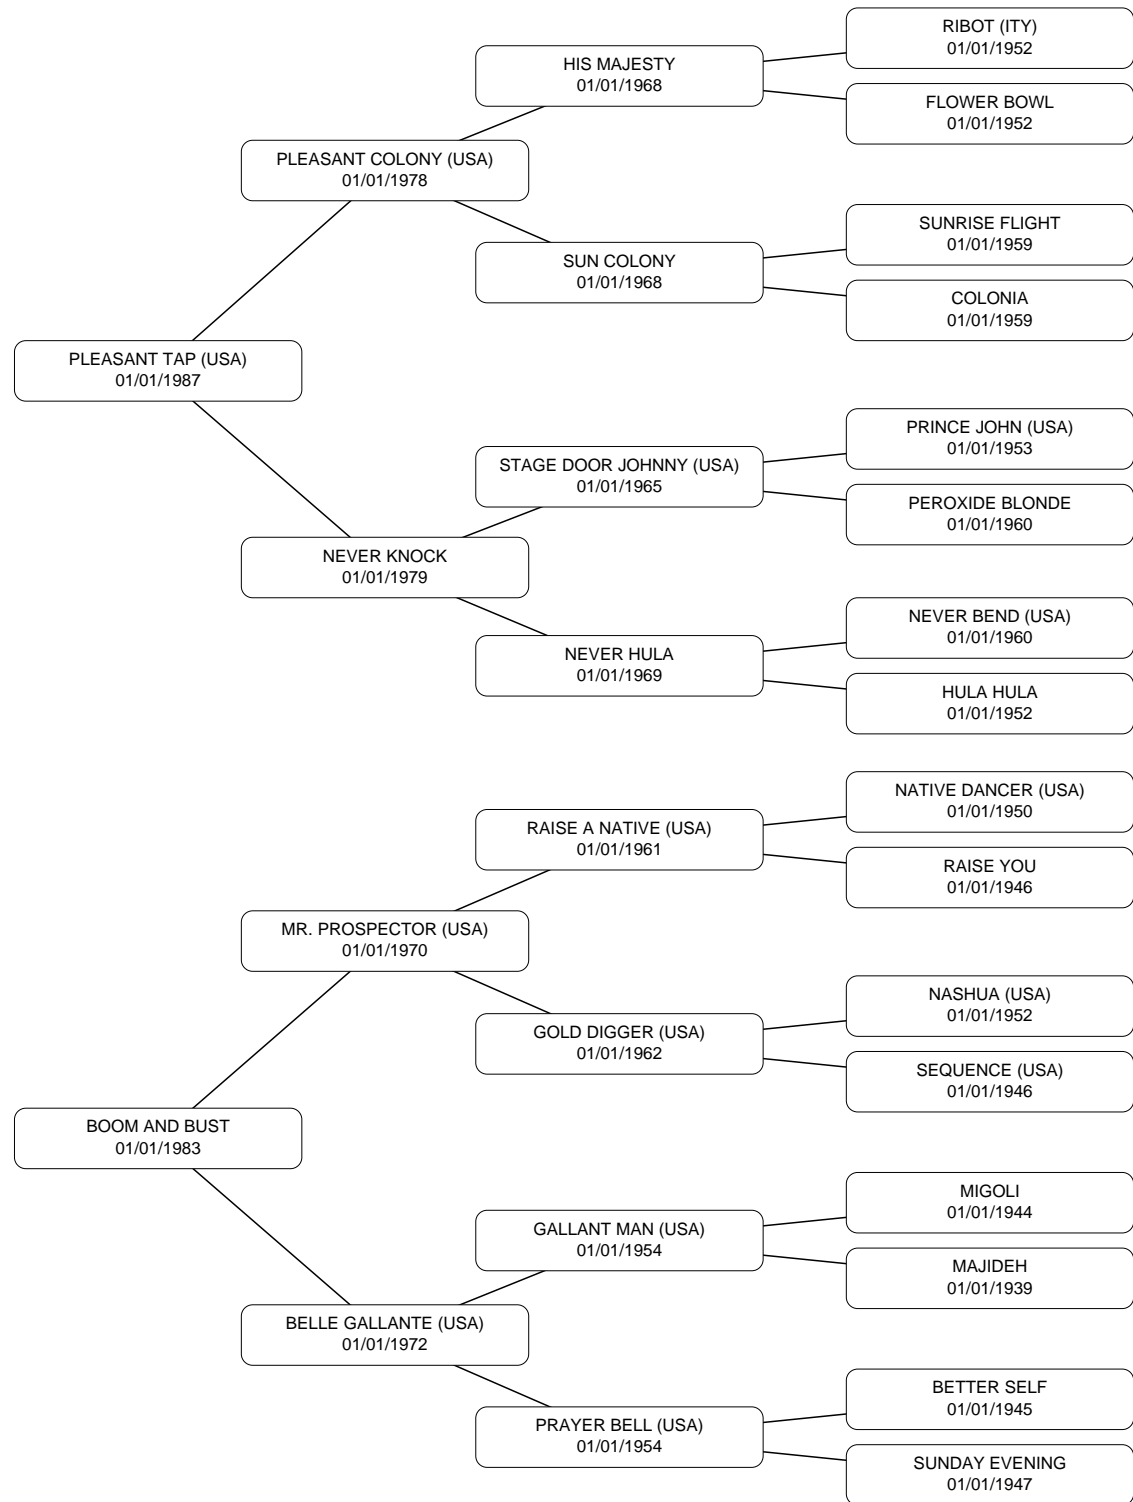 RIBOT (ITY)
01/01/1952
HIS MAJESTY
01/01/1968
FLOWER BOWL
01/01/1952
PLEASANT COLONY (USA)
01/01/1978
SUNRISE FLIGHT
01/01/1959
SUN COLONY
01/01/1968
COLONIA
01/01/1959
PLEASANT TAP (USA)
01/01/1987
PRINCE JOHN (USA)
01/01/1953
STAGE DOOR JOHNNY (USA)
01/01/1965
PEROXIDE BLONDE
01/01/1960
NEVER KNOCK
01/01/1979
NEVER BEND (USA)
01/01/1960
NEVER HULA
01/01/1969
HULA HULA
01/01/1952
NATIVE DANCER (USA)
01/01/1950
RAISE A NATIVE (USA)
01/01/1961
RAISE YOU
01/01/1946
MR. PROSPECTOR (USA)
01/01/1970
NASHUA (USA)
01/01/1952
GOLD DIGGER (USA)
01/01/1962
SEQUENCE (USA)
01/01/1946
BOOM AND BUST
01/01/1983
MIGOLI
01/01/1944
GALLANT MAN (USA)
01/01/1954
MAJIDEH
01/01/1939
BELLE GALLANTE (USA)
01/01/1972
BETTER SELF
01/01/1945
PRAYER BELL (USA)
01/01/1954
SUNDAY EVENING
01/01/1947